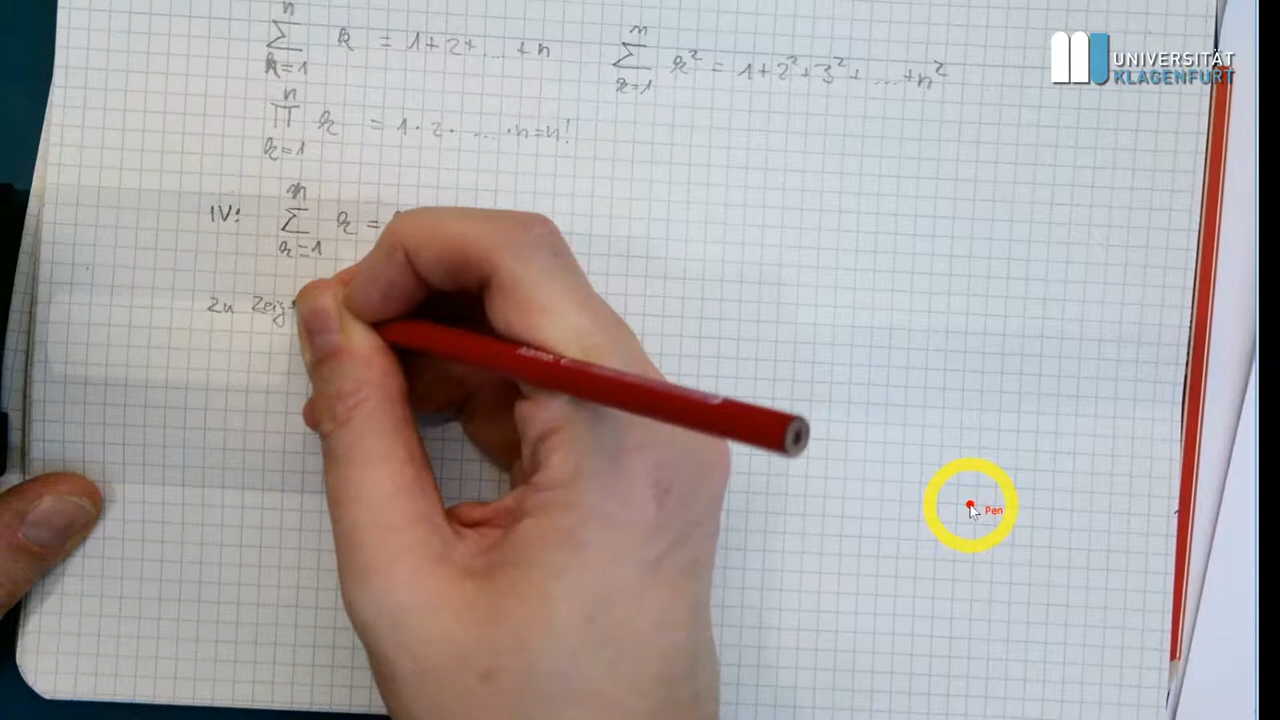 n n
∑ k = 1+2+...+n ∑ k² = 1+2²+3²+...+n²
k=1 k=1
n
∏ k = 1·2·...·n=n!
k=1
n
IV: ∑ k =
k=1
zu zeig
UNIVERSITÄT
KLAGENFURT
Pen